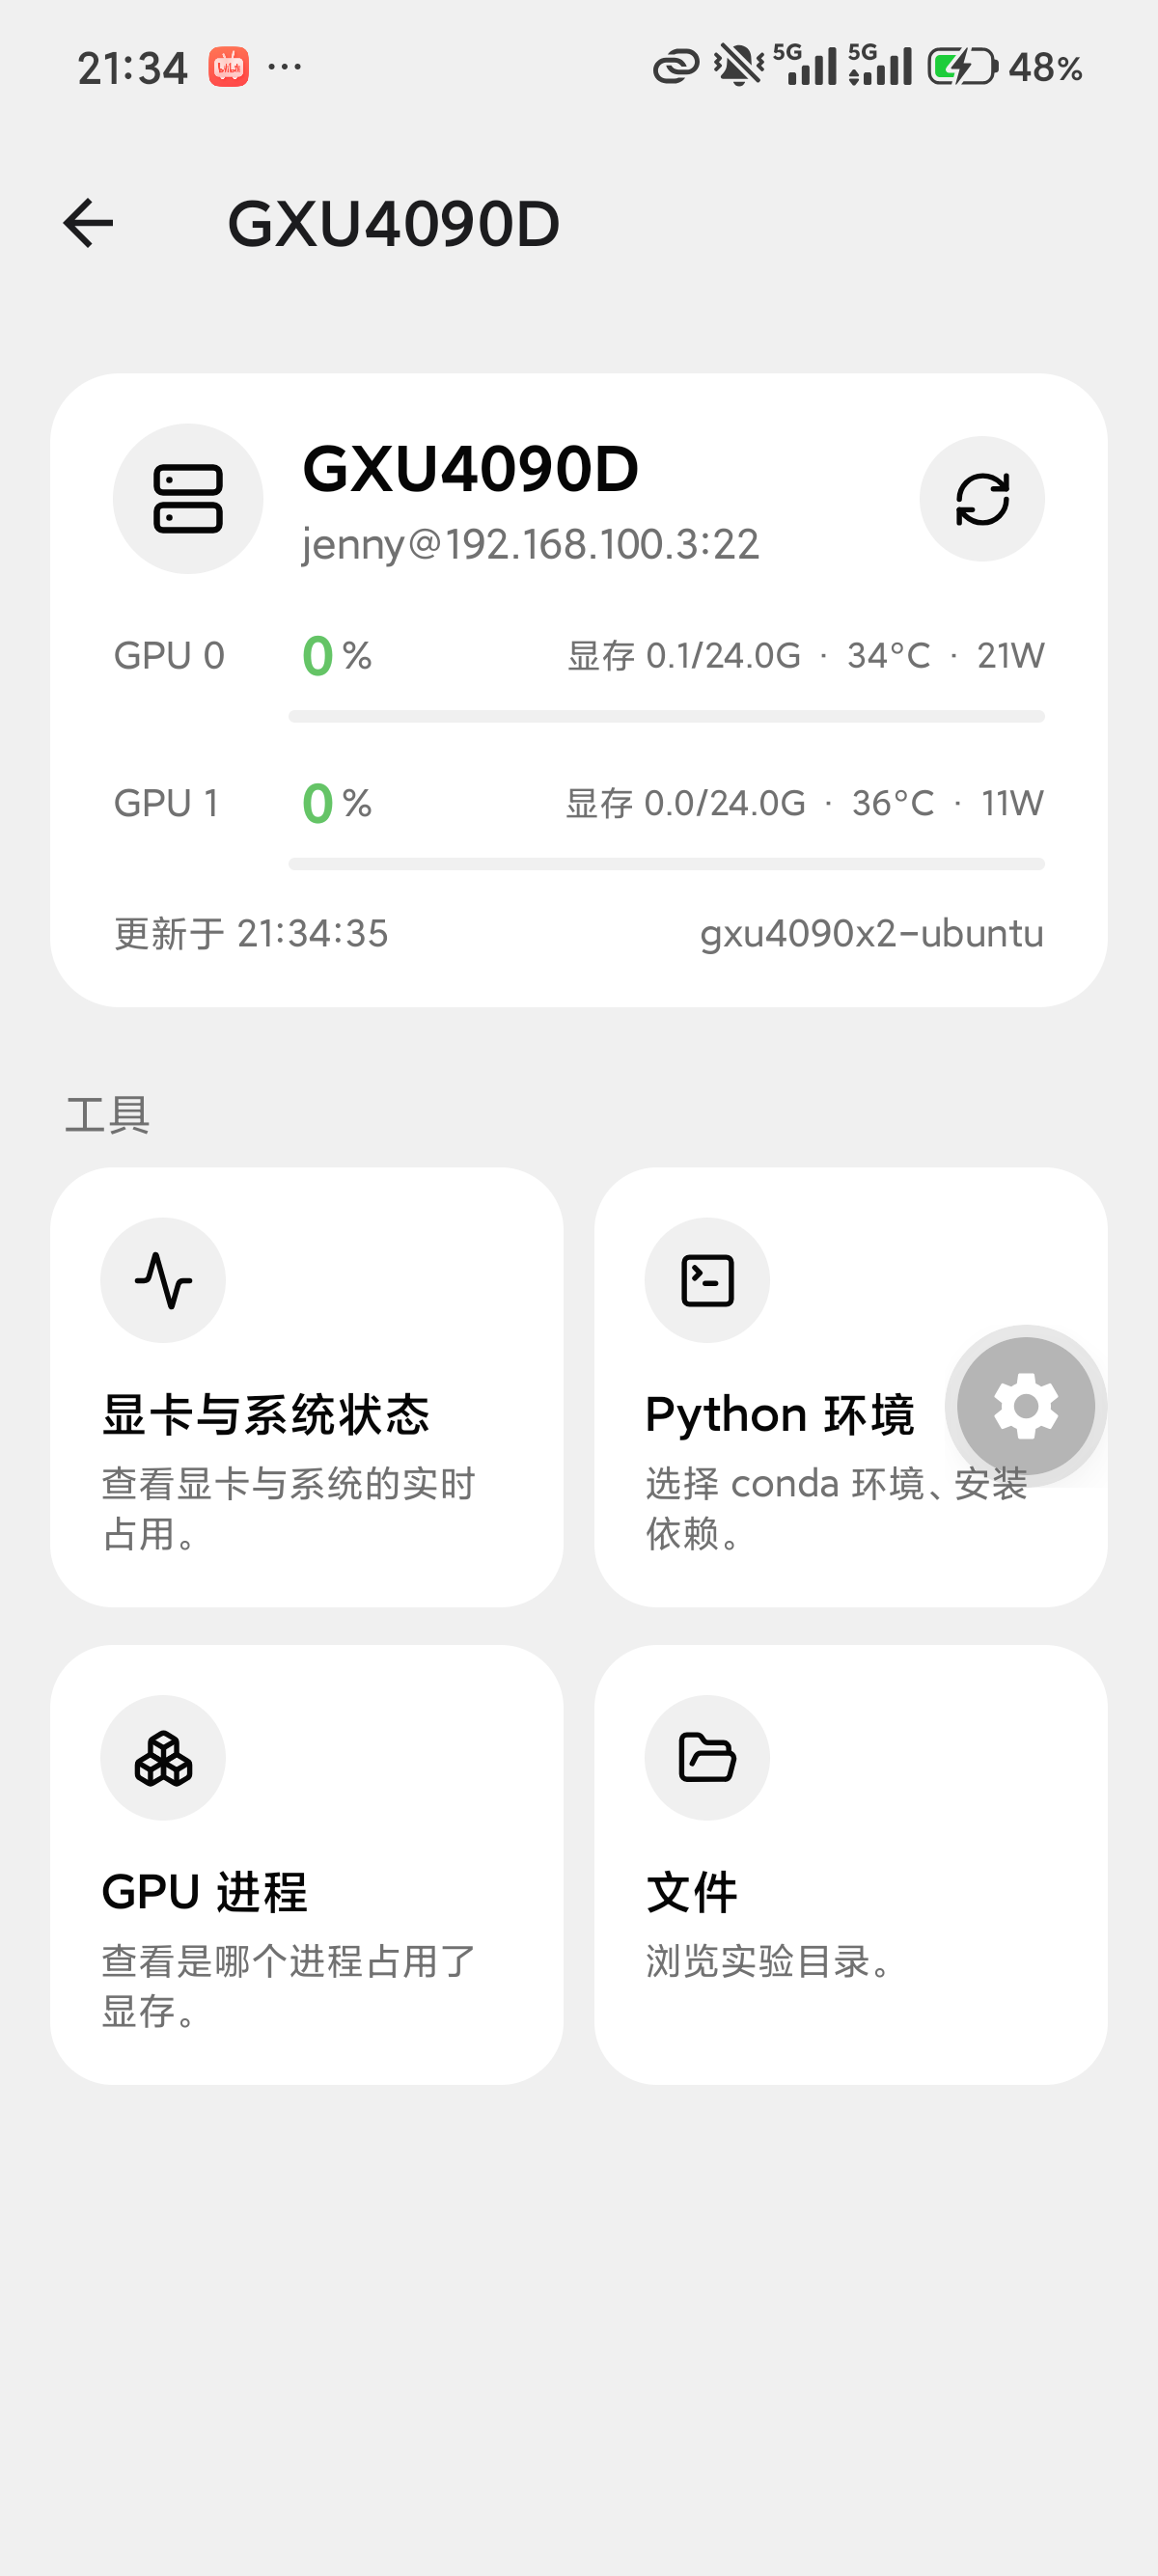 21:34 ··· 5G 5G 48%
GXU4090D
GXU4090D
jenny@192.168.100.3:22
GPU 0 0 % 显存 0.1/24.0G · 34°C · 21W
GPU 1 0 % 显存 0.0/24.0G · 36°C · 11W
更新于 21:34:35 gxu4090x2-ubuntu
工具
显卡与系统状态
查看显卡与系统的实时
占用。
Python 环境
选择 conda 环境、安装
依赖。
GPU 进程
查看是哪个进程占用了
显存。
文件
浏览实验目录。